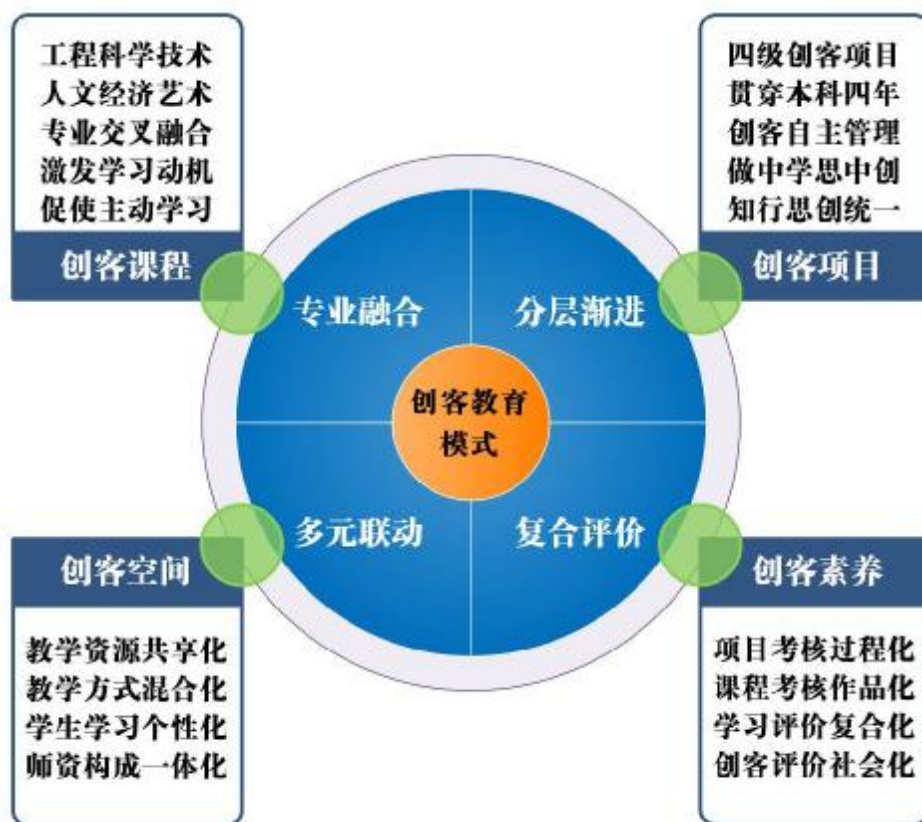 工程科学技术
人文经济艺术
专业交叉融合
激发学习动机
促使主动学习
创客课程
四级创客项目
贯穿本科四年
创客自主管理
做中学思中创
知行思创统一
创客项目
专业融合
分层渐进
创客教育
模式
多元联动
复合评价
创客空间
教学资源共享化
教学方式混合化
学生学习个性化
师资构成一体化
创客素养
项目考核过程化
课程考核作品化
学习评价复合化
创客评价社会化